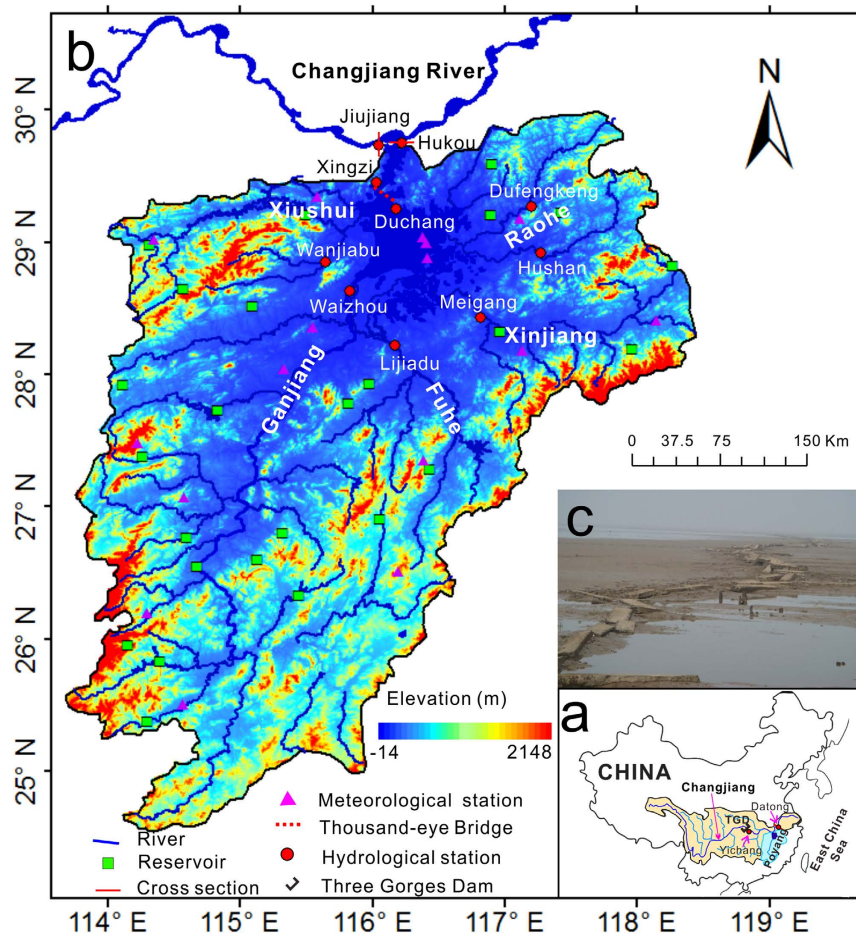 b
Changjiang River
N
Jiujiang
Hukou
Xingzi
Dufengkeng
Xiushui
Duchang
Raohe
Wanjiabu
Hushan
Waizhou
Meigang
Xinjiang
Lijiadu
Ganjiang
Fuhe
0 37.5 75 150 Km
30° N
29° N
28° N
27° N
26° N
25° N
c
Elevation (m)
-14 2148
Meteorological station
Thousand-eye Bridge
River
Reservoir
Hydrological station
Cross section
Three Gorges Dam
a
CHINA
Changjiang
Datong
TGD
Yichang
Poyang
East China
Sea
114° E 115° E 116° E 117° E 118° E 119° E